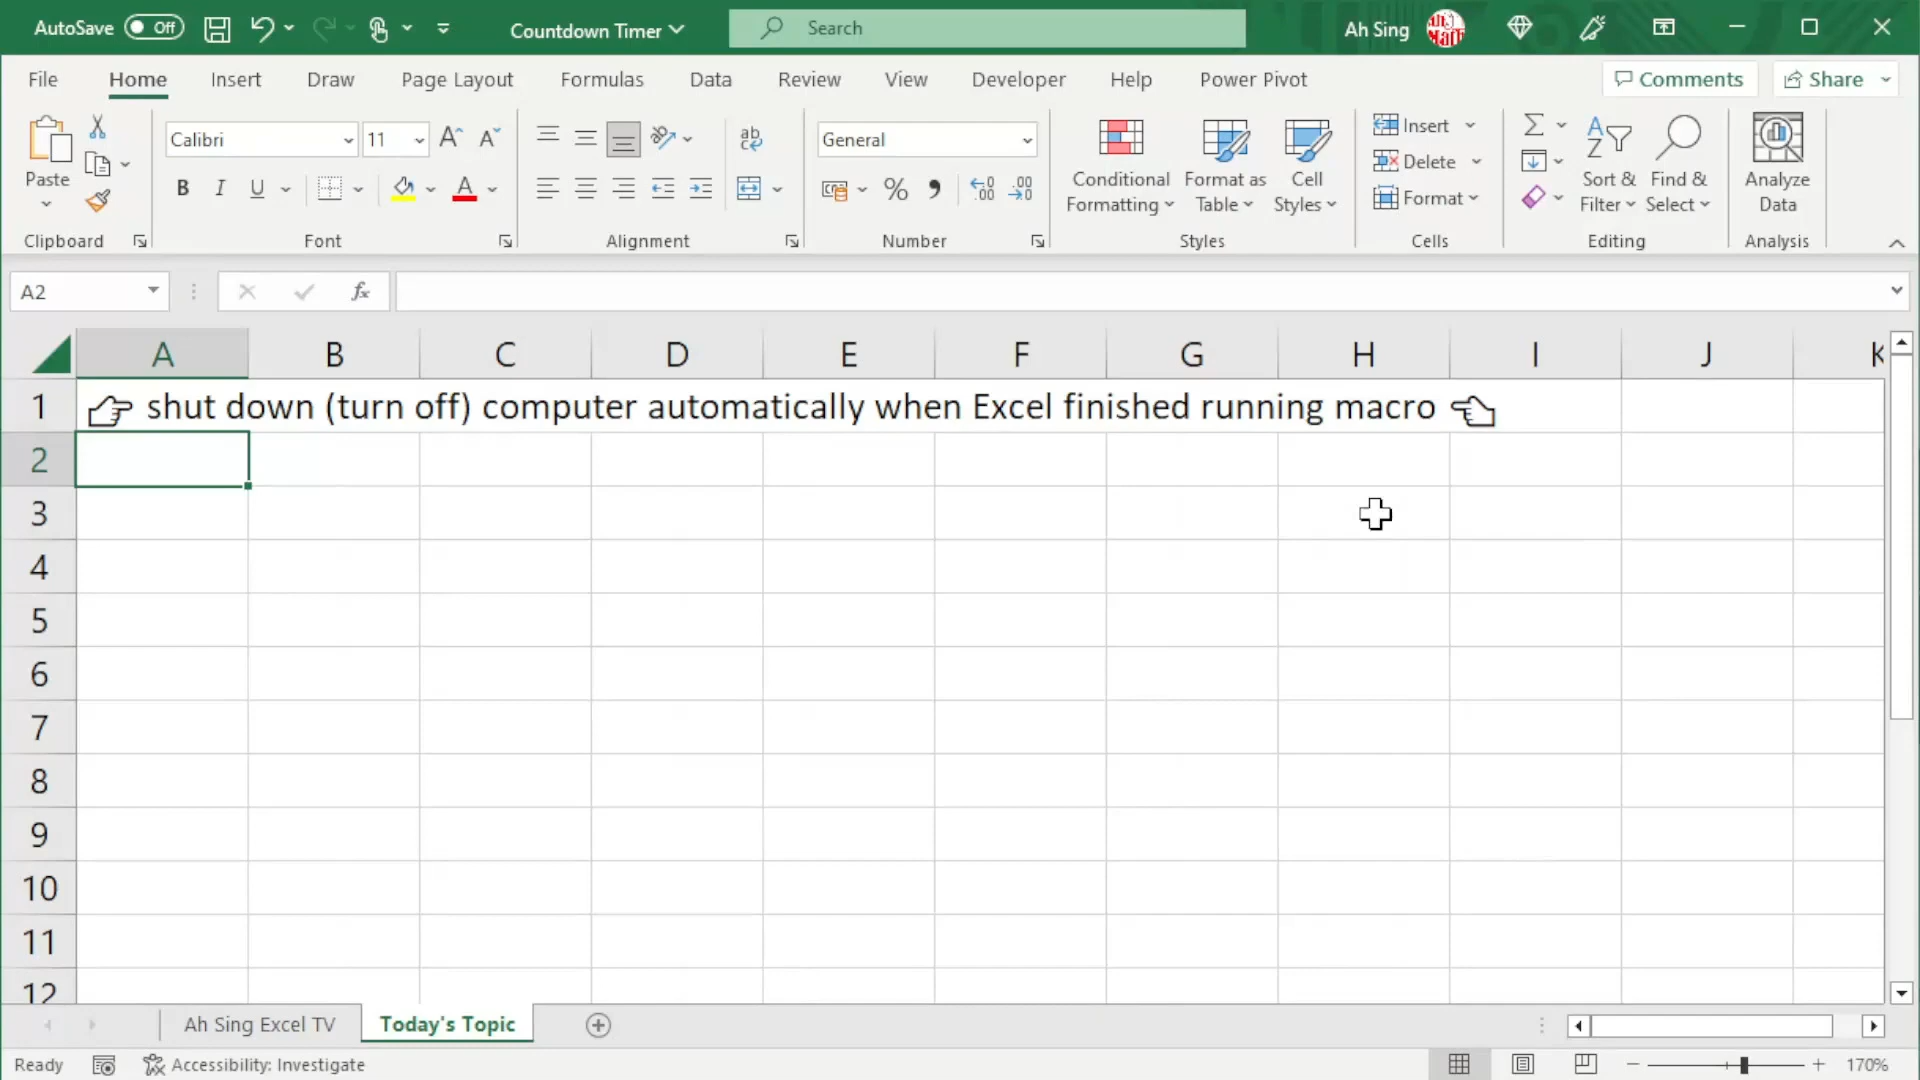 AutoSave Off Countdown Timer Search Ah Sing
File Home Insert Draw Page Layout Formulas Data Review View Developer Help Power Pivot Comments Share
Paste
Clipboard
Calibri 11
B I U A
Font
ab
Alignment
General
% 9
Number
Conditional
Formatting
Format as
Table
Cell
Styles
Styles
Insert
Delete
Format
Cells
Sort &
Filter
Find &
Select
Editing
Analyze
Data
Analysis
A2 fx
A B C D E F G H I J K
1 shut down (turn off) computer automatically when Excel finished running macro
2
3
4
5
6
7
8
9
10
11
12
Ah Sing Excel TV Today's Topic
Ready Accessibility: Investigate 170%